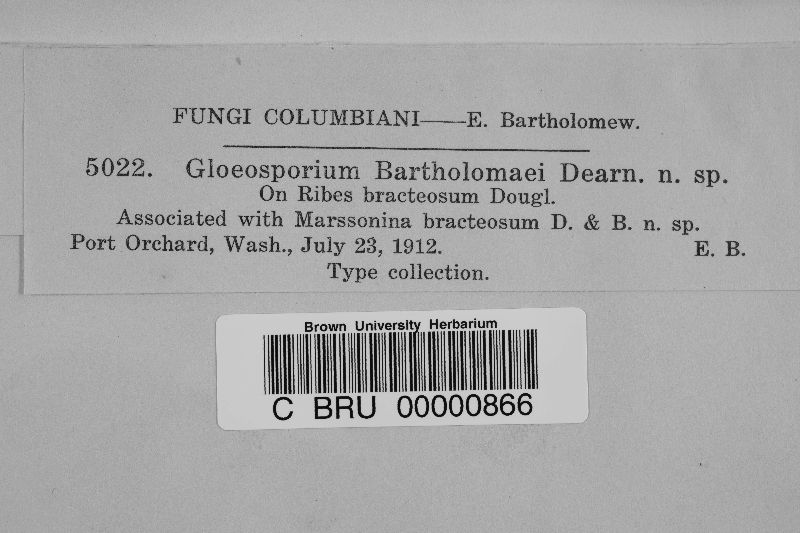 FUNGI COLUMBIANI——E. Bartholomew.
5022. Gloeosporium Bartholomaei Dearn. n. sp.
On Ribes bracteosum Dougl.
Associated with Marssonina bracteosum D. & B. n. sp.
Port Orchard, Wash., July 23, 1912. E. B.
Type collection.
Brown University Herbarium
C BRU 00000866